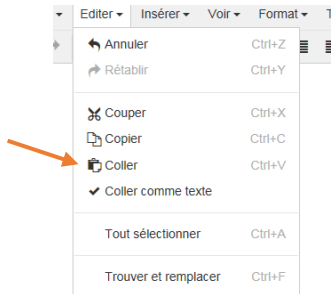 Editer Insérer Voir Format
Annuler Ctrl+Z
Rétablir Ctrl+Y
Couper Ctrl+X
Copier Ctrl+C
Coller Ctrl+V
Coller comme texte
Tout sélectionner Ctrl+A
Trouver et remplacer Ctrl+F